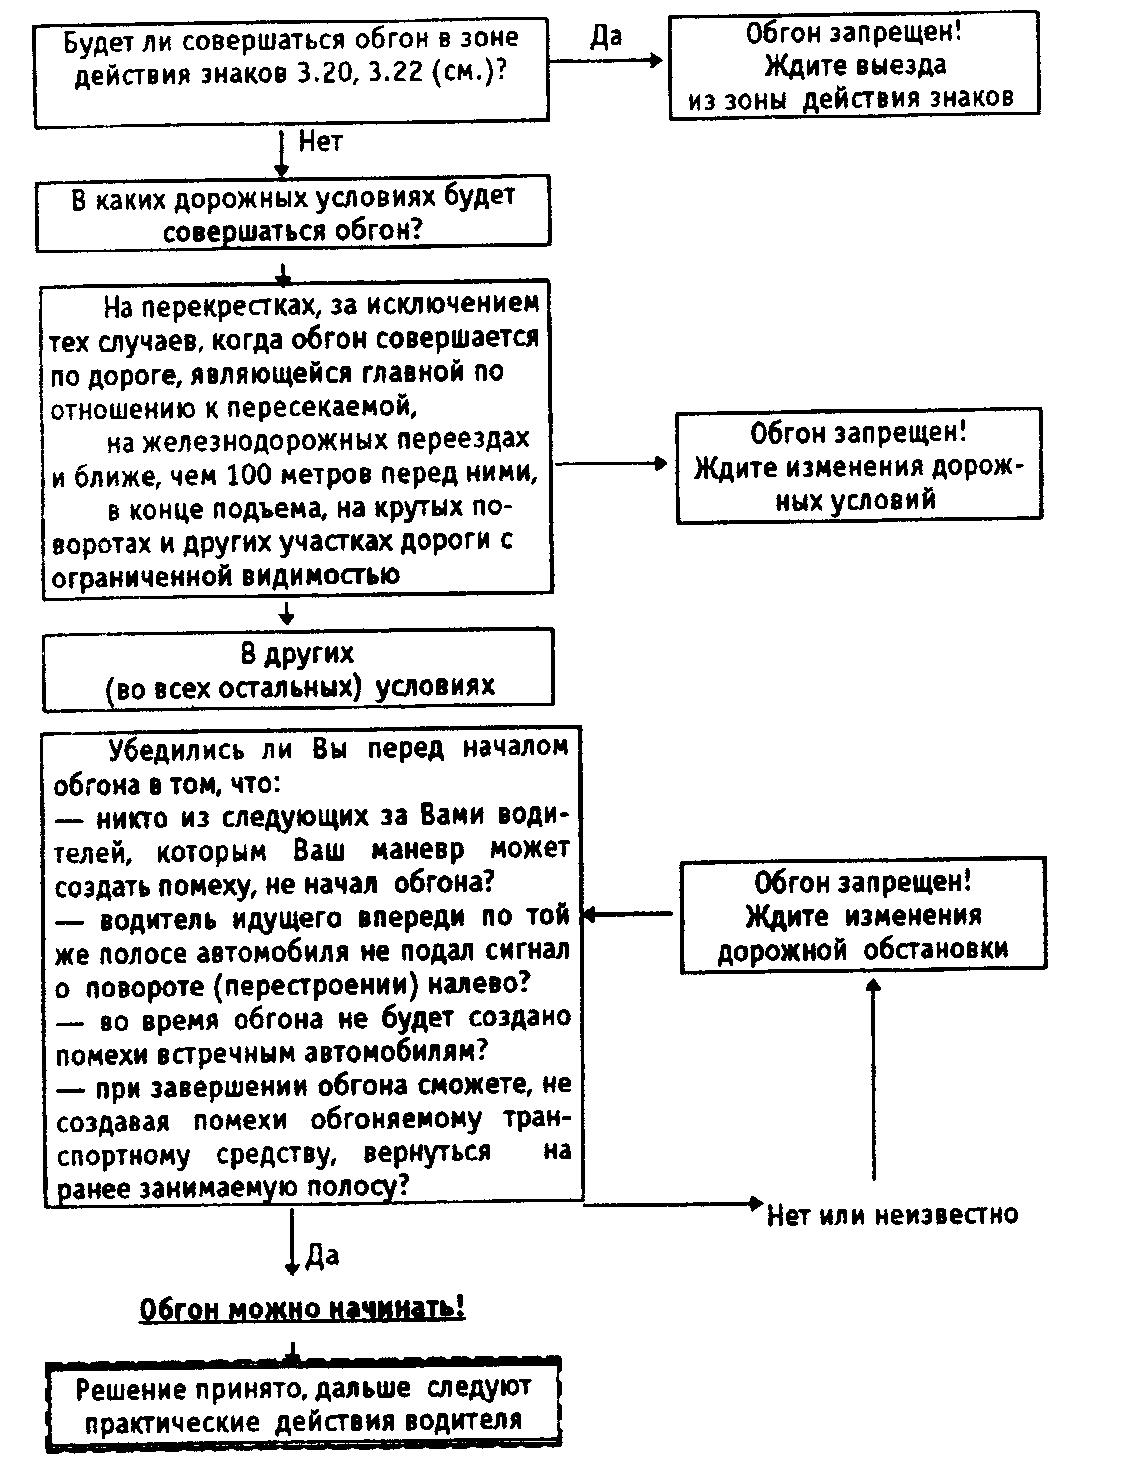 Будет ли совершаться обгон в зоне
действия знаков 3.20, 3.22 (см.)?
Да
Обгон запрещен!
Ждите выезда
из зоны действия знаков
Нет
В каких дорожных условиях будет
совершаться обгон?
На перекрестках, за исключением
тех случаев, когда обгон совершается
по дороге, являющейся главной по
отношению к пересекаемой,
на железнодорожных переездах
и ближе, чем 100 метров перед ними,
в конце подъема, на крутых по-
воротах и других участках дороги с
ограниченной видимостью
Обгон запрещен!
Ждите изменения дорож-
ных условий
В других
(во всех остальных) условиях
Убедились ли Вы перед началом
обгона в том, что:
— никто из следующих за Вами води-
телей, которым Ваш маневр может
создать помеху, не начал обгона?
— водитель идущего впереди по той
же полосе автомобиля не подал сигнал
о повороте (перестроении) налево?
— во время обгона не будет создано
помехи встречным автомобилям?
— при завершении обгона сможете, не
создавая помехи обгоняемому тран-
спортному средству, вернуться на
ранее занимаемую полосу?
Обгон запрещен!
Ждите изменения
дорожной обстановки
Нет или неизвестно
Да
Обгон можно начинать!
Решение принято, дальше следуют
практические действия водителя